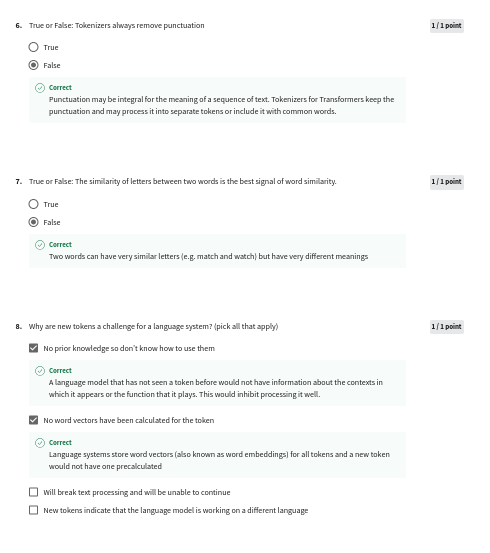 6. True or False: Tokenizers always remove punctuation
1 / 1 point
True
False
Correct
Punctuation may be integral for the meaning of a sequence of text. Tokenizers for Transformers keep the
punctuation and may process it into separate tokens or include it with common words.
7. True or False: The similarity of letters between two words is the best signal of word similarity.
1 / 1 point
True
False
Correct
Two words can have very similar letters (e.g. match and watch) but have very different meanings
8. Why are new tokens a challenge for a language system? (pick all that apply)
1 / 1 point
No prior knowledge so don't know how to use them
Correct
A language model that has not seen a token before would not have information about the contexts in
which it appears or the function that it plays. This would inhibit processing it well.
No word vectors have been calculated for the token
Correct
Language systems store word vectors (also known as word embeddings) for all tokens and a new token
would not have one precalculated
Will break text processing and will be unable to continue
New tokens indicate that the language model is working on a different language